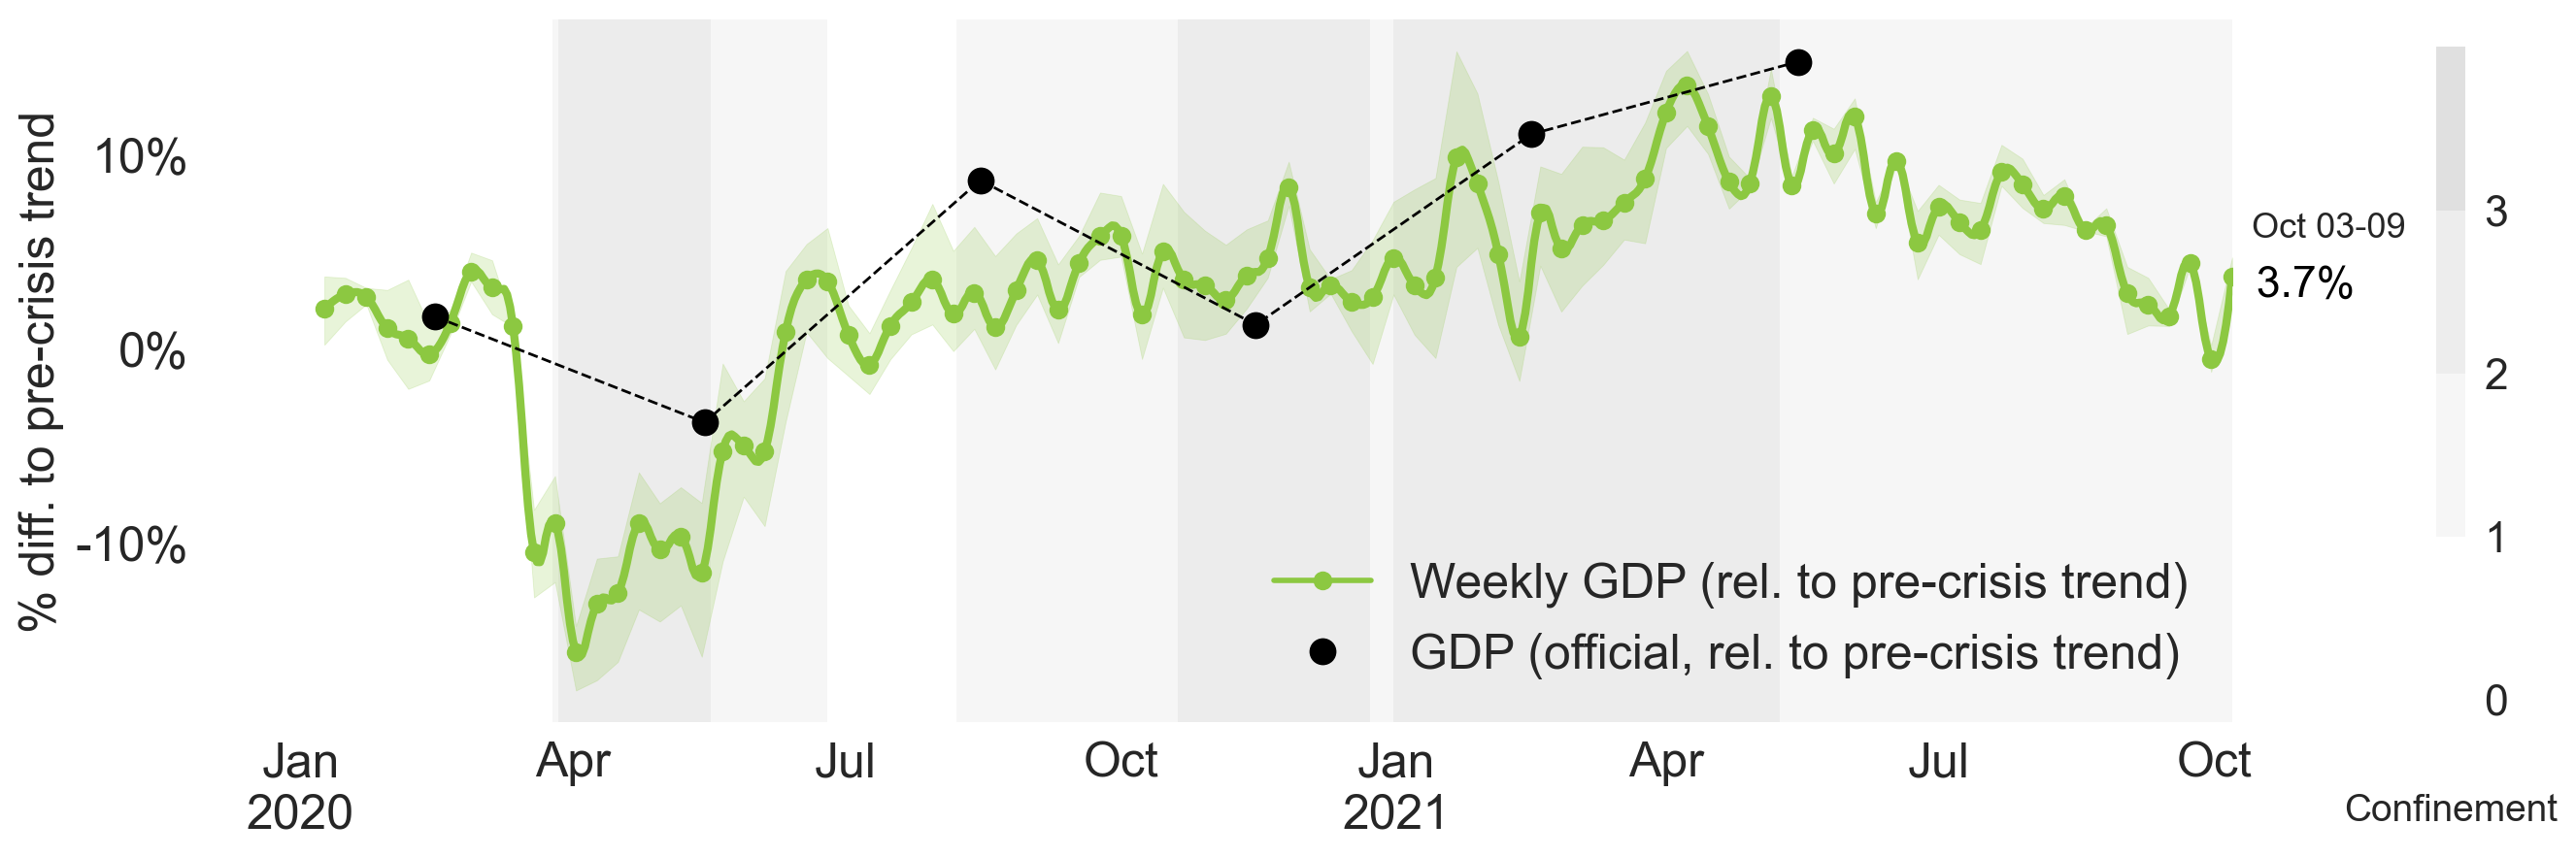 % diff. to pre-crisis trend
10%
0%
-10%
Oct 03-09
3.7%
Weekly GDP (rel. to pre-crisis trend)
GDP (official, rel. to pre-crisis trend)
3
2
1
0
Jan Apr Jul Oct Jan Apr Jul Oct
2020 2021
Confinement